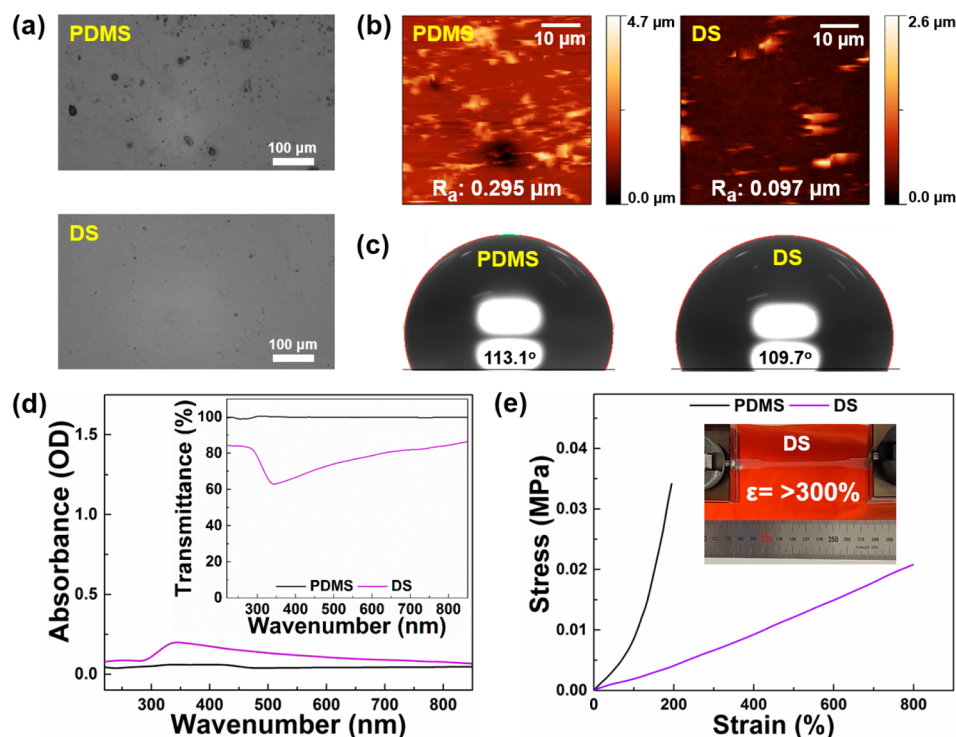 (a)
PDMS
100 µm
DS
100 µm
(b)
PDMS
10 µm
Rₐ: 0.295 µm
4.7 µm
0.0 µm
DS
10 µm
Rₐ: 0.097 µm
2.6 µm
0.0 µm
(c)
PDMS
113.1°
DS
109.7°
(d)
Absorbance (OD)
1.5
1.0
0.5
0.0
200 300 400 500 600 700 800
Wavenumber (nm)
Transmittance (%)
100
80
60
40
20
0
300 400 500 600 700 800
Wavenumber (nm)
PDMS DS
(e)
PDMS DS
Stress (MPa)
0.04
0.03
0.02
0.01
0.00
0 200 400 600 800
Strain (%)
DS
ε= >300%
250